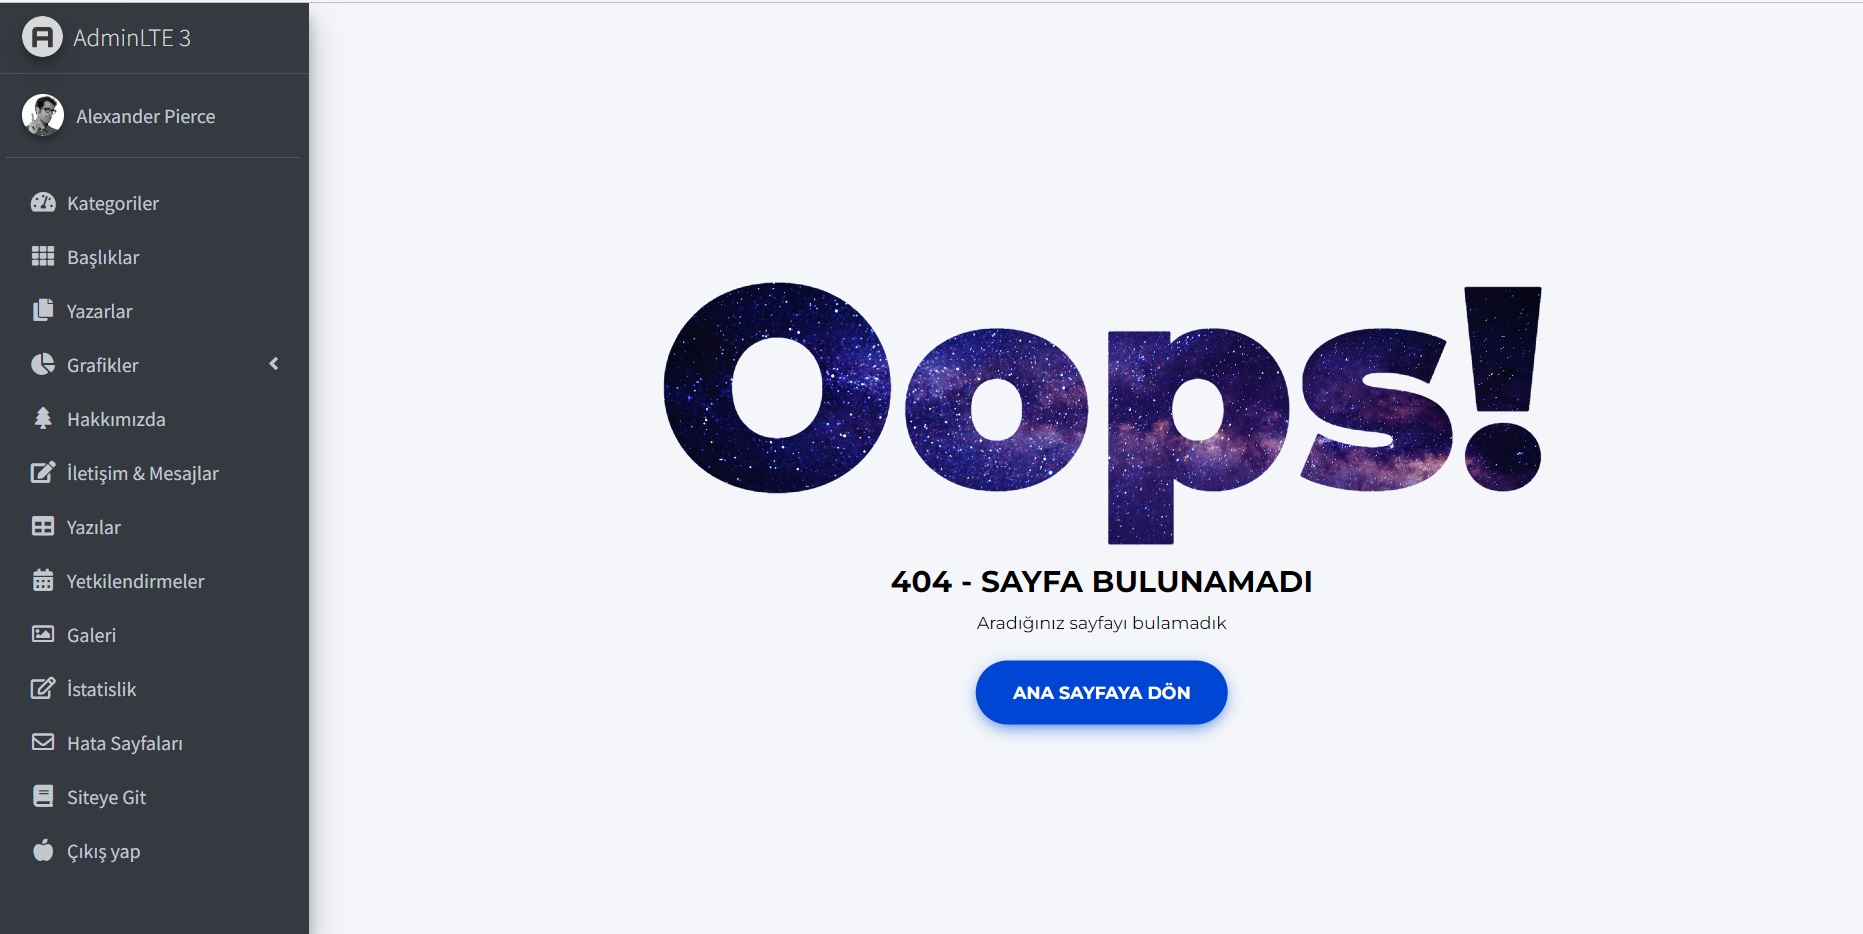 AdminLTE 3
Alexander Pierce
Kategoriler
Başlıklar
Yazarlar
Grafikler
Hakkımızda
İletişim & Mesajlar
Yazılar
Yetkilendirmeler
Galeri
İstatislik
Hata Sayfaları
Siteye Git
Çıkış yap
Oops!
404 - SAYFA BULUNAMADI
Aradığınız sayfayı bulamadık
ANA SAYFAYA DÖN